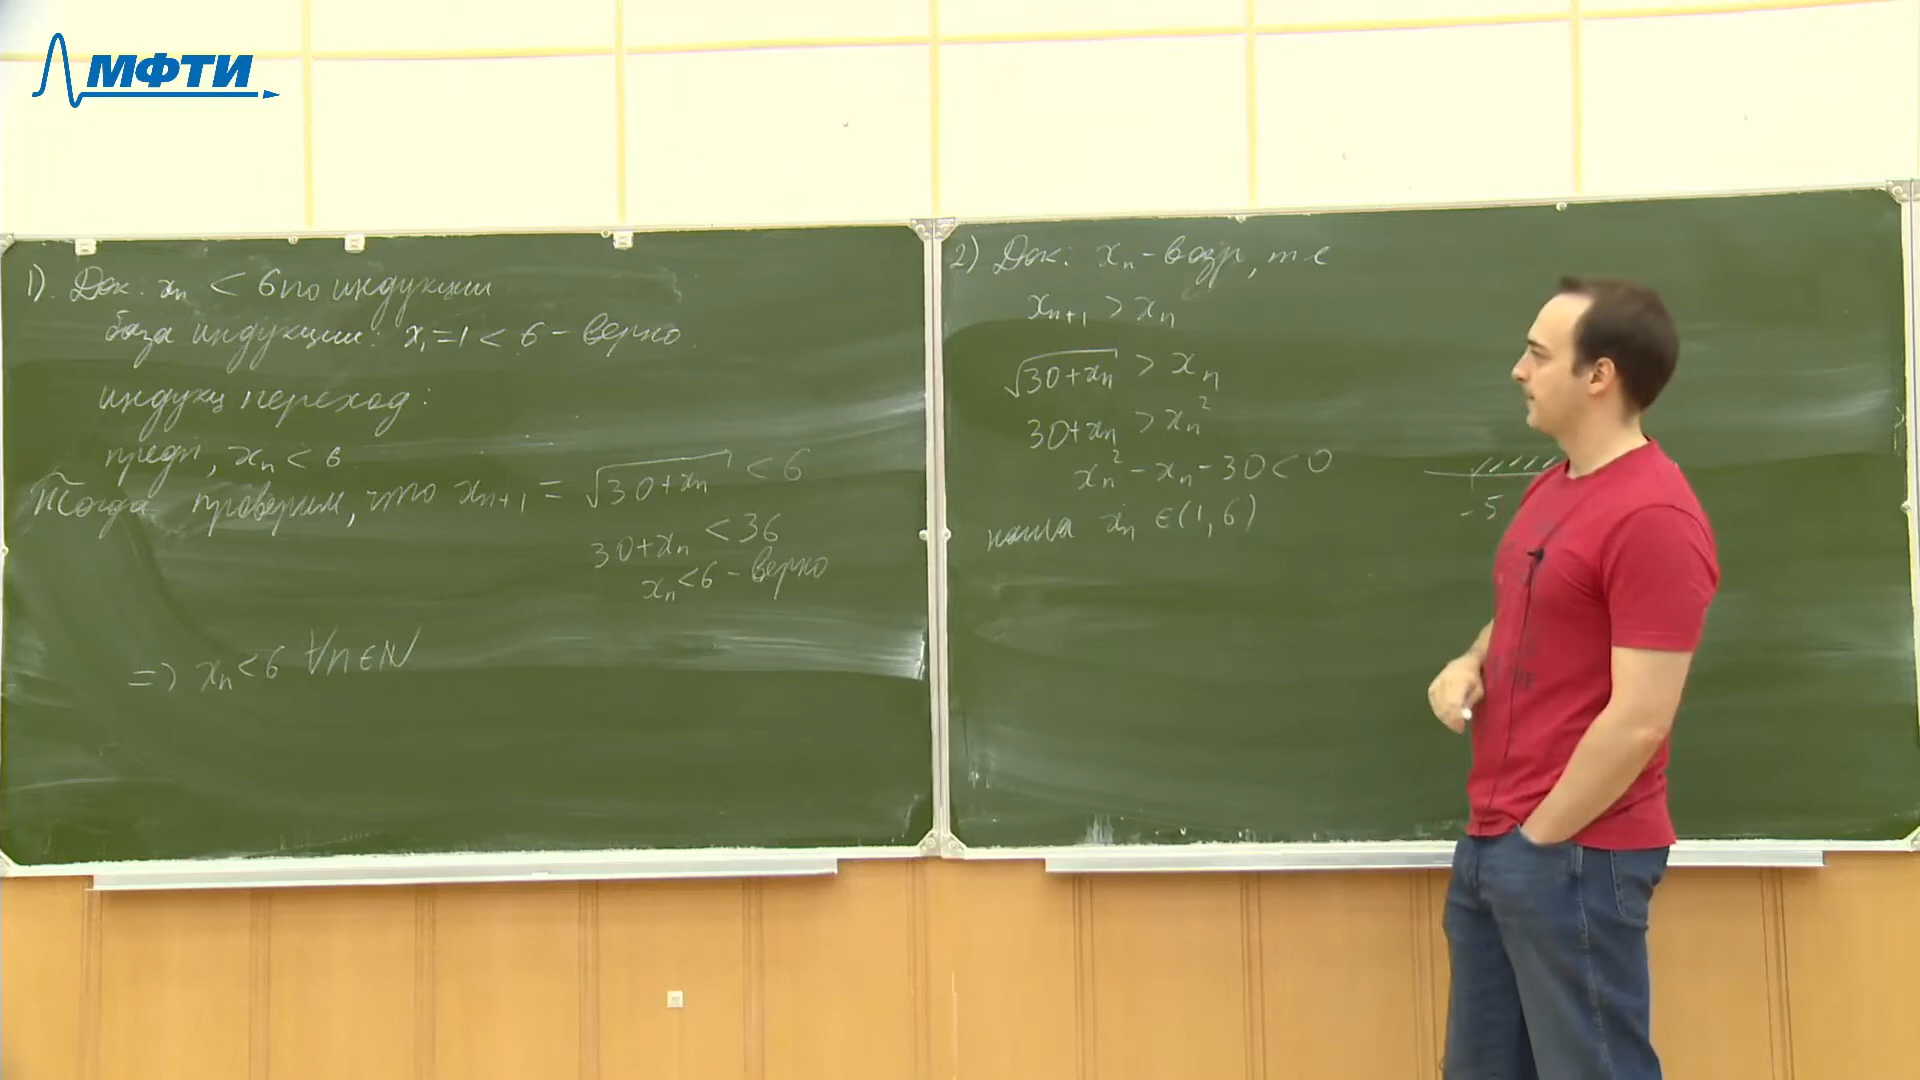 МФТИ
1). Док: xₙ < 6 по индукции
база индукции: x₁ = 1 < 6 – верно
индукц переход:
предп, xₙ < 6
Тогда проверим, что xₙ₊₁ = √(30+xₙ) < 6
30+xₙ < 36
xₙ < 6 – верно
=> xₙ < 6 ∀n∈N
2) Док: xₙ – возр, т е
xₙ₊₁ > xₙ
√(30+xₙ) > xₙ
30+xₙ > xₙ²
xₙ² – xₙ – 30 < 0
-5
наша xₙ ∈ (1, 6)